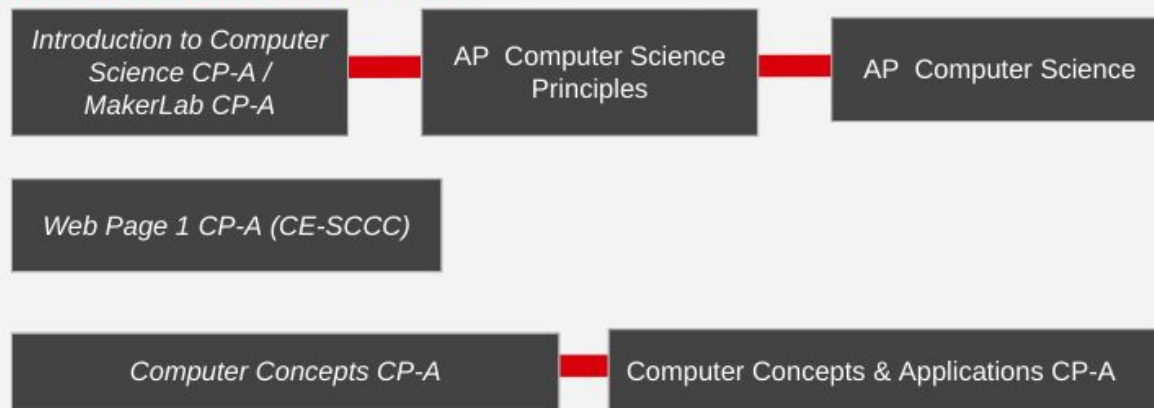 Introduction to Computer
Science CP-A /
MakerLab CP-A
AP Computer Science
Principles
AP Computer Science
Web Page 1 CP-A (CE-SCCC)
Computer Concepts CP-A
Computer Concepts & Applications CP-A